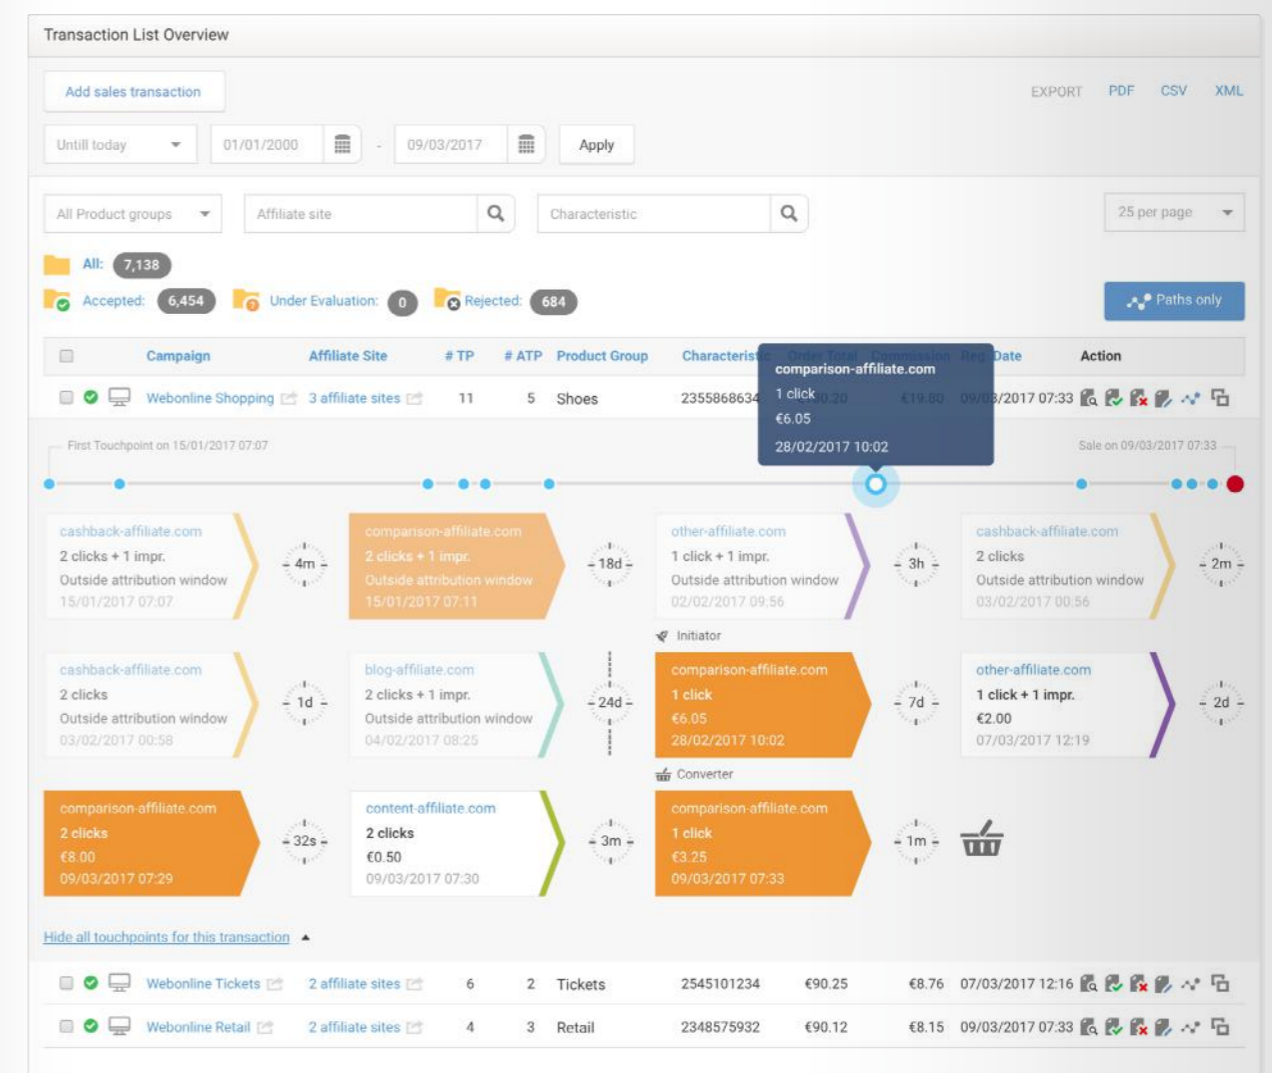 Transaction List Overview
Add sales transaction
EXPORT PDF CSV XML
Untill today 01/01/2000 - 09/03/2017 Apply
All Product groups Affiliate site Characteristic 25 per page
All: 7,138
Accepted: 6,454 Under Evaluation: 0 Rejected: 684 Paths only
Campaign Affiliate Site # TP # ATP Product Group Characteristic Order Total Commission Reg. Date Action
comparison-affiliate.com
1 click
€6.05
28/02/2017 10:02
Webonline Shopping 3 affiliate sites 11 5 Shoes 2355868634 €19.80 09/03/2017 07:33
First Touchpoint on 15/01/2017 07:07
Sale on 09/03/2017 07:33
cashback-affiliate.com
2 clicks + 1 impr.
Outside attribution window
15/01/2017 07:07
4m
comparison-affiliate.com
2 clicks + 1 impr.
Outside attribution window
15/01/2017 07:11
18d
other-affiliate.com
1 click + 1 impr.
Outside attribution window
02/02/2017 09:56
3h
cashback-affiliate.com
2 clicks
Outside attribution window
03/02/2017 00:56
2m
cashback-affiliate.com
2 clicks
Outside attribution window
03/02/2017 00:58
1d
blog-affiliate.com
2 clicks + 1 impr.
Outside attribution window
04/02/2017 08:25
24d
Initiator
comparison-affiliate.com
1 click
€6.05
28/02/2017 10:02
7d
other-affiliate.com
1 click + 1 impr.
€2.00
07/03/2017 12:19
2d
comparison-affiliate.com
2 clicks
€8.00
09/03/2017 07:29
32s
content-affiliate.com
2 clicks
€0.50
09/03/2017 07:30
3m
Converter
comparison-affiliate.com
1 click
€3.25
09/03/2017 07:33
1m
Hide all touchpoints for this transaction
Webonline Tickets 2 affiliate sites 6 2 Tickets 2545101234 €90.25 €8.76 07/03/2017 12:16
Webonline Retail 2 affiliate sites 4 3 Retail 2348575932 €90.12 €8.15 09/03/2017 07:33